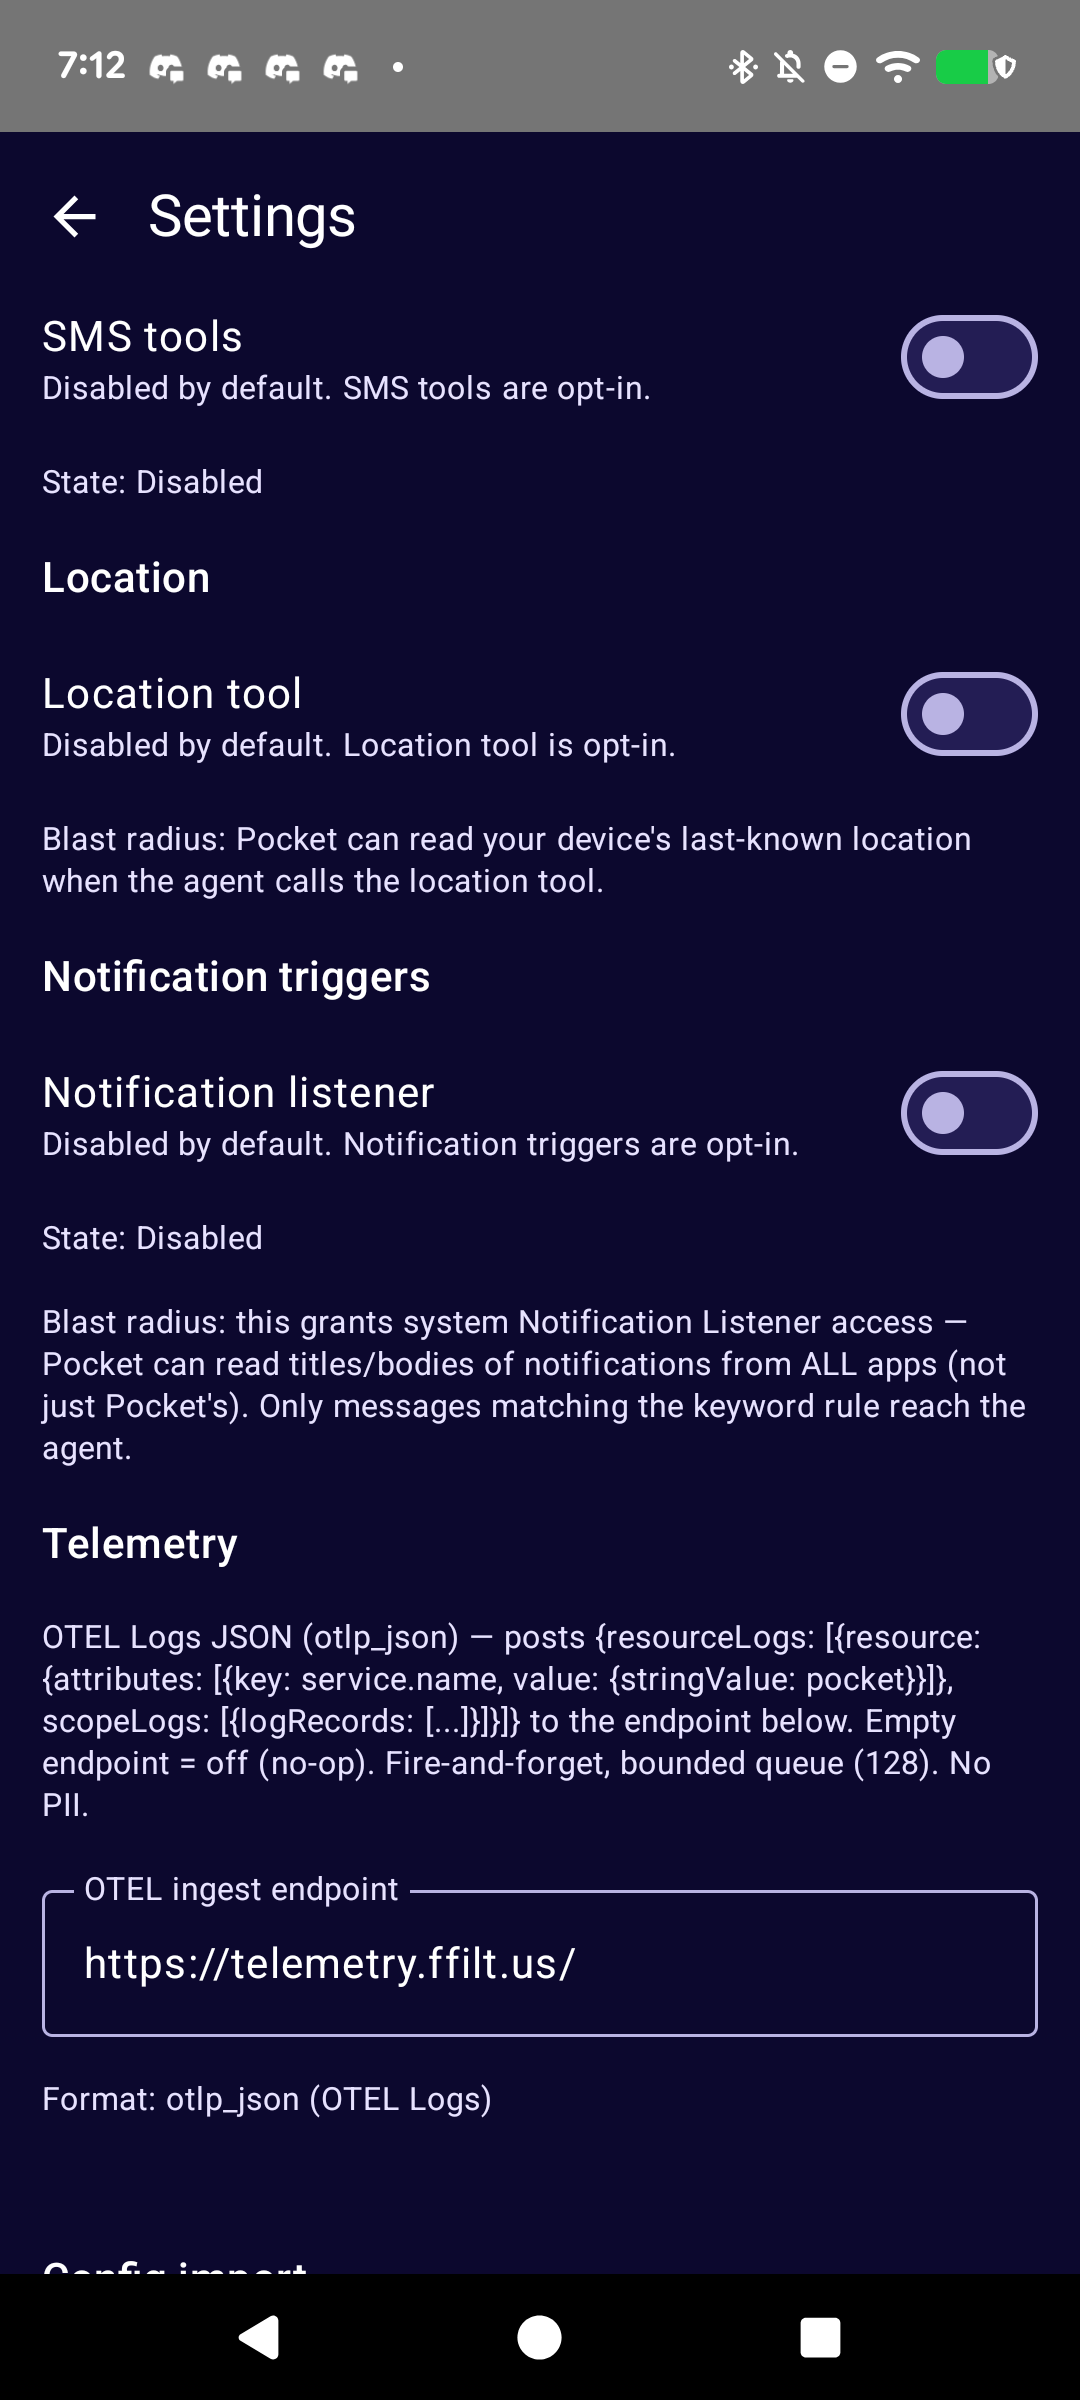 7:12
Settings
SMS tools
Disabled by default. SMS tools are opt-in.
State: Disabled
Location
Location tool
Disabled by default. Location tool is opt-in.
Blast radius: Pocket can read your device's last-known location
when the agent calls the location tool.
Notification triggers
Notification listener
Disabled by default. Notification triggers are opt-in.
State: Disabled
Blast radius: this grants system Notification Listener access —
Pocket can read titles/bodies of notifications from ALL apps (not
just Pocket's). Only messages matching the keyword rule reach the
agent.
Telemetry
OTEL Logs JSON (otlp_json) — posts {resourceLogs: [{resource:
{attributes: [{key: service.name, value: {stringValue: pocket}}]},
scopeLogs: [{logRecords: [...]}]}]} to the endpoint below. Empty
endpoint = off (no-op). Fire-and-forget, bounded queue (128). No
PII.
OTEL ingest endpoint
https://telemetry.ffilt.us/
Format: otlp_json (OTEL Logs)
Config import